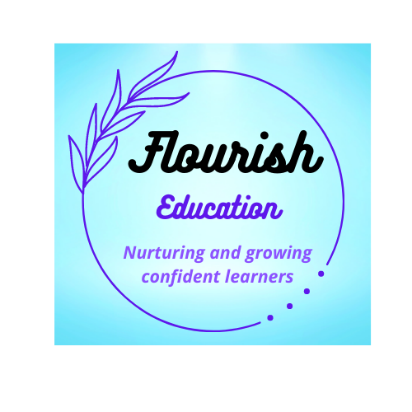 Flourish
Education
Nurturing and growing
confident learners